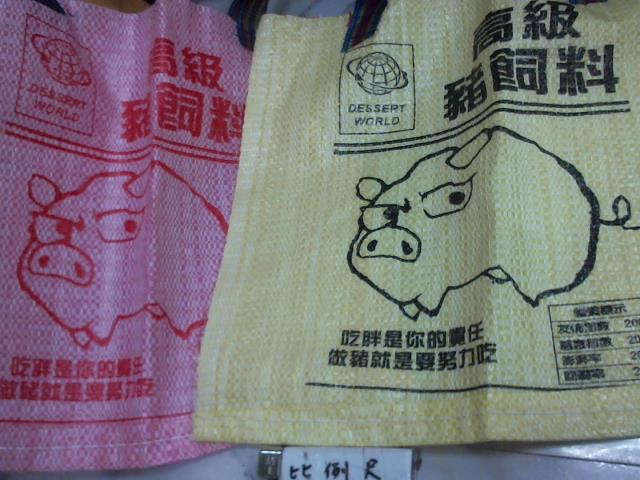 高級
豬飼料
DESSERT
WORLD
吃胖是你的責任
做豬就是要努力吃
高級
豬飼料
DESSERT
WORLD
吃胖是你的責任
做豬就是要努力吃
比例尺